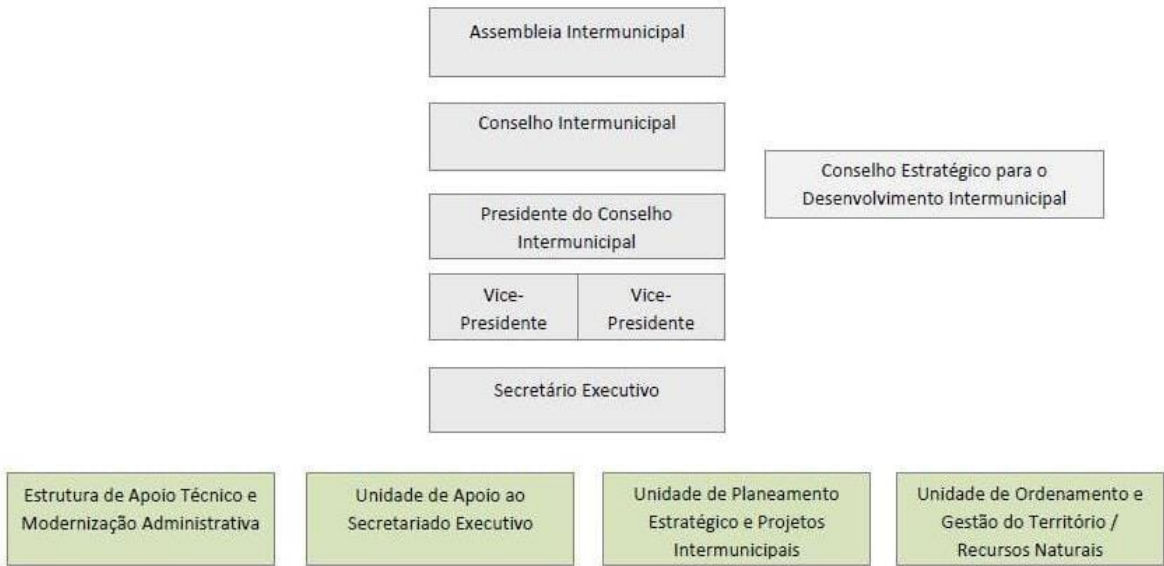 Assembleia Intermunicipal
Conselho Intermunicipal
Conselho Estratégico para o
Desenvolvimento Intermunicipal
Presidente do Conselho
Intermunicipal
Vice-
Presidente
Vice-
Presidente
Secretário Executivo
Estrutura de Apoio Técnico e
Modernização Administrativa
Unidade de Apoio ao
Secretariado Executivo
Unidade de Planeamento
Estratégico e Projetos
Intermunicipais
Unidade de Ordenamento e
Gestão do Território /
Recursos Naturais